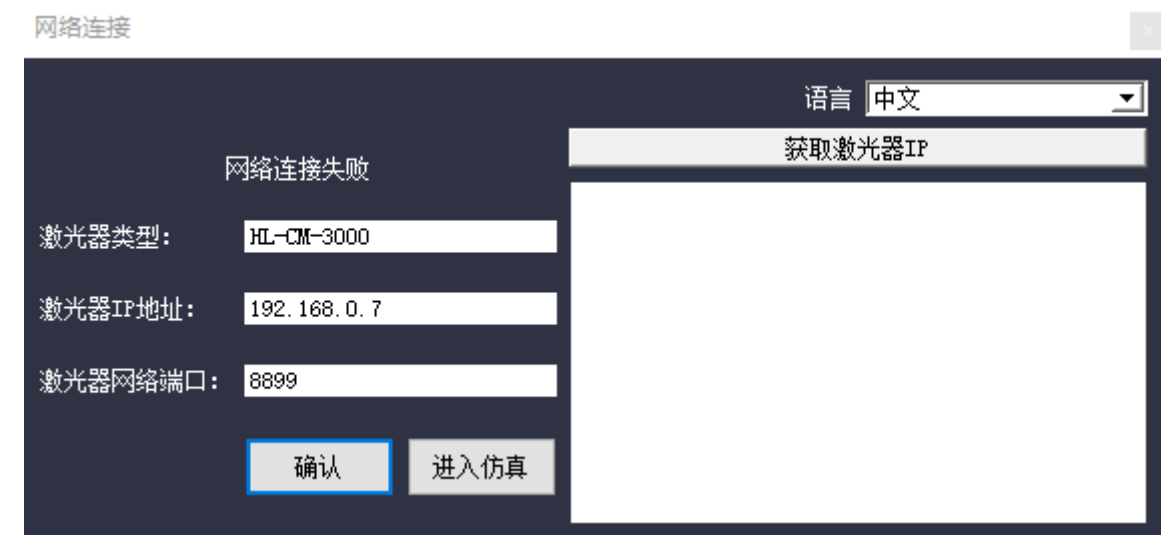 网络连接
x
语言 中文
网络连接失败
获取激光器IP
激光器类型: HL-CM-3000
激光器IP地址: 192.168.0.7
激光器网络端口: 8899
确认 进入仿真